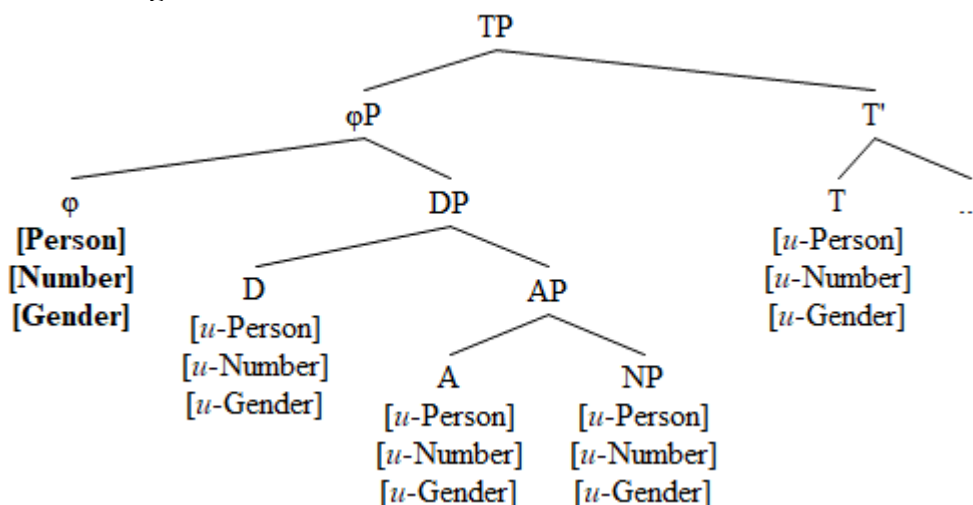 TP
φP T'
φ DP T ..
[Person] [u-Person]
[Number] D AP [u-Number]
[Gender] [u-Person] [u-Gender]
[u-Number] A NP
[u-Gender] [u-Person] [u-Person]
[u-Number] [u-Number]
[u-Gender] [u-Gender]